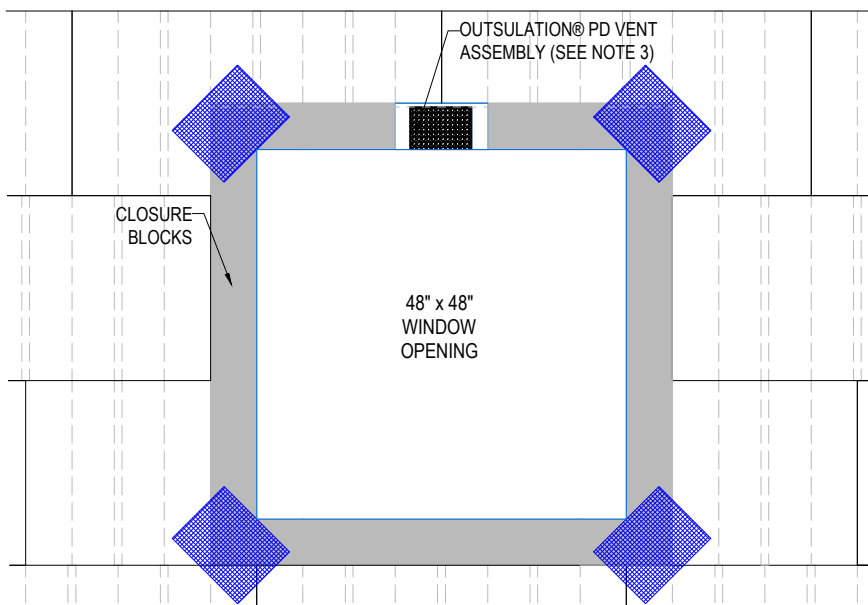 OUTSULATION® PD VENT
ASSEMBLY (SEE NOTE 3)
CLOSURE
BLOCKS
48" x 48"
WINDOW
OPENING